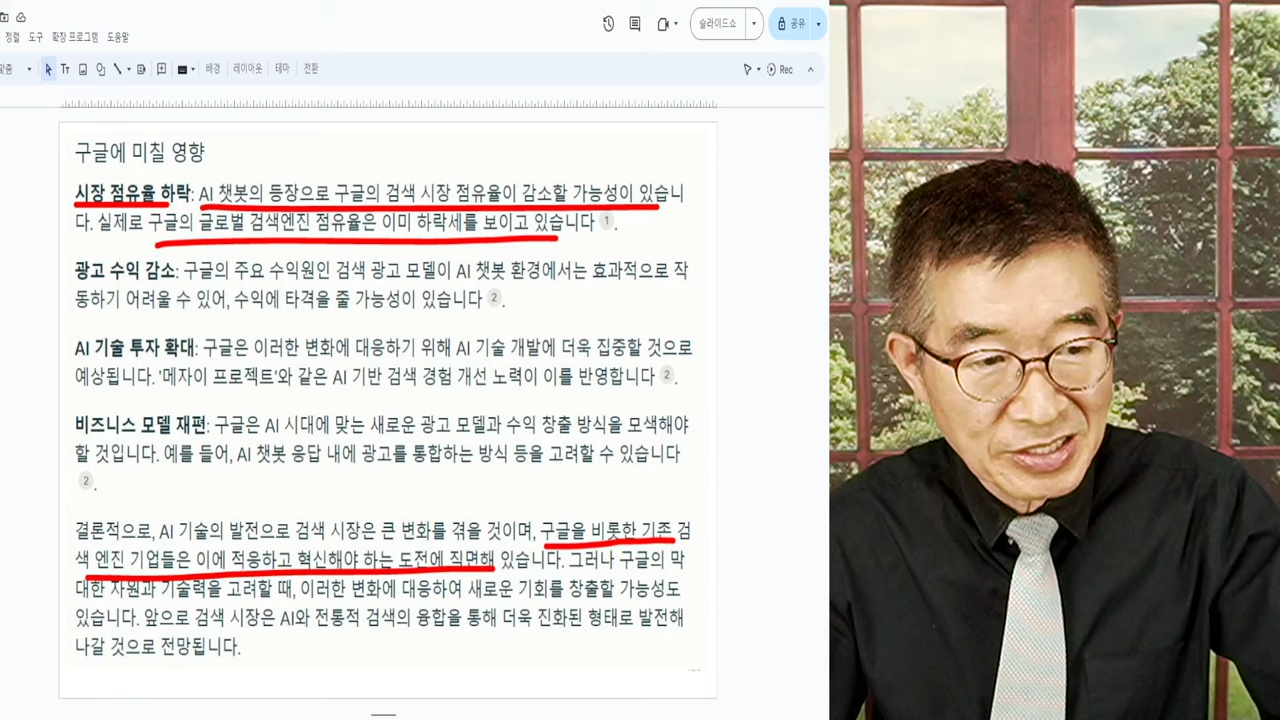 정렬 도구 확장 프로그램 도움말
슬라이드쇼
공유
맞춤
Tт
배경 레이아웃 테마 전환
Rec
구글에 미칠 영향
시장 점유율 하락: AI 챗봇의 등장으로 구글의 검색 시장 점유율이 감소할 가능성이 있습니
다. 실제로 구글의 글로벌 검색엔진 점유율은 이미 하락세를 보이고 있습니다 1 .
광고 수익 감소: 구글의 주요 수익원인 검색 광고 모델이 AI 챗봇 환경에서는 효과적으로 작
동하기 어려울 수 있어, 수익에 타격을 줄 가능성이 있습니다 2 .
AI 기술 투자 확대: 구글은 이러한 변화에 대응하기 위해 AI 기술 개발에 더욱 집중할 것으로
예상됩니다. '메자이 프로젝트'와 같은 AI 기반 검색 경험 개선 노력이 이를 반영합니다 2 .
비즈니스 모델 재편: 구글은 AI 시대에 맞는 새로운 광고 모델과 수익 창출 방식을 모색해야
할 것입니다. 예를 들어, AI 챗봇 응답 내에 광고를 통합하는 방식 등을 고려할 수 있습니다
2 .
결론적으로, AI 기술의 발전으로 검색 시장은 큰 변화를 겪을 것이며, 구글을 비롯한 기존 검
색 엔진 기업들은 이에 적응하고 혁신해야 하는 도전에 직면해 있습니다. 그러나 구글의 막
대한 자원과 기술력을 고려할 때, 이러한 변화에 대응하여 새로운 기회를 창출할 가능성도
있습니다. 앞으로 검색 시장은 AI와 전통적 검색의 융합을 통해 더욱 진화된 형태로 발전해
나갈 것으로 전망됩니다.